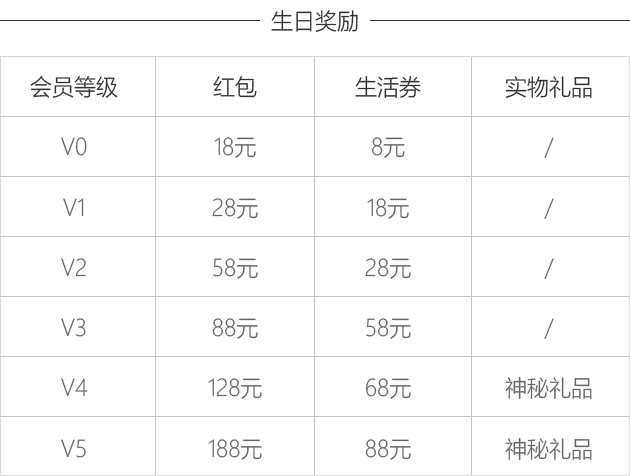 生日奖励
会员等级 红包 生活券 实物礼品
V0 18元 8元 /
V1 28元 18元 /
V2 58元 28元 /
V3 88元 58元 /
V4 128元 68元 神秘礼品
V5 188元 88元 神秘礼品